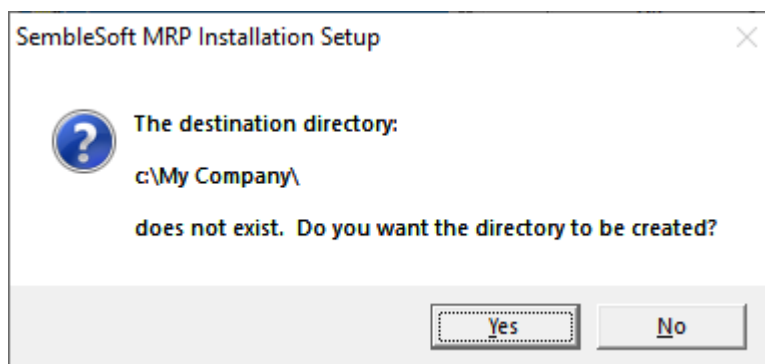 SembleSoft MRP Installation Setup
The destination directory:
c:\My Company\
does not exist.  Do you want the directory to be created?
Yes
No